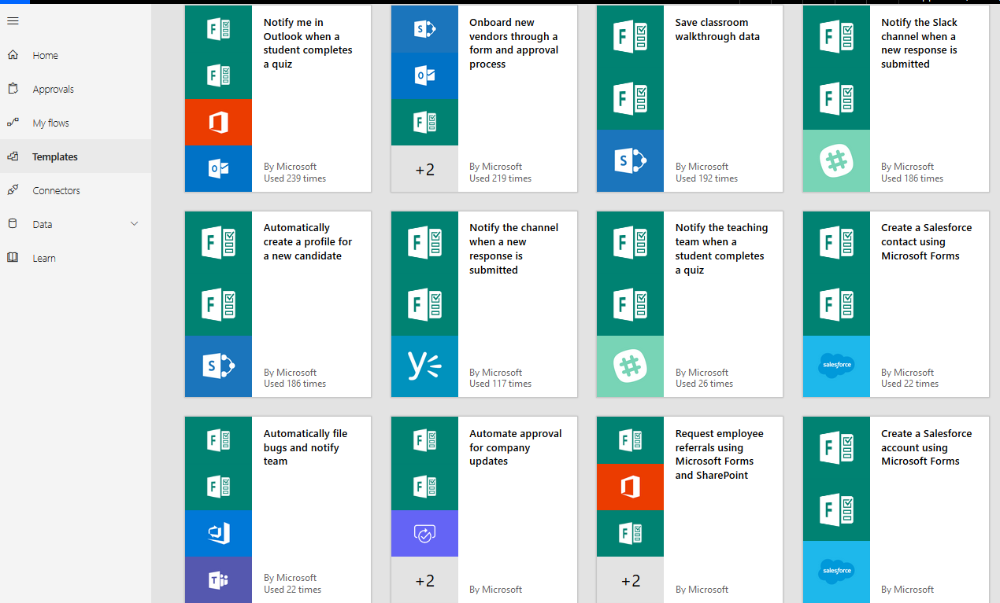 Home
Approvals
My flows
Templates
Connectors
Data
Learn
Notify me in
Outlook when a
student completes
a quiz
By Microsoft
Used 239 times
Onboard new
vendors through a
form and approval
process
+2
By Microsoft
Used 219 times
Save classroom
walkthrough data
By Microsoft
Used 192 times
Notify the Slack
channel when a
new response is
submitted
By Microsoft
Used 186 times
Automatically
create a profile for
a new candidate
By Microsoft
Used 186 times
Notify the channel
when a new
response is
submitted
By Microsoft
Used 117 times
Notify the teaching
team when a
student completes
a quiz
By Microsoft
Used 26 times
Create a Salesforce
contact using
Microsoft Forms
salesforce
By Microsoft
Used 22 times
Automatically file
bugs and notify
team
By Microsoft
Used 22 times
Automate approval
for company
updates
+2
By Microsoft
Request employee
referrals using
Microsoft Forms
and SharePoint
+2
By Microsoft
Create a Salesforce
account using
Microsoft Forms
salesforce
By Microsoft